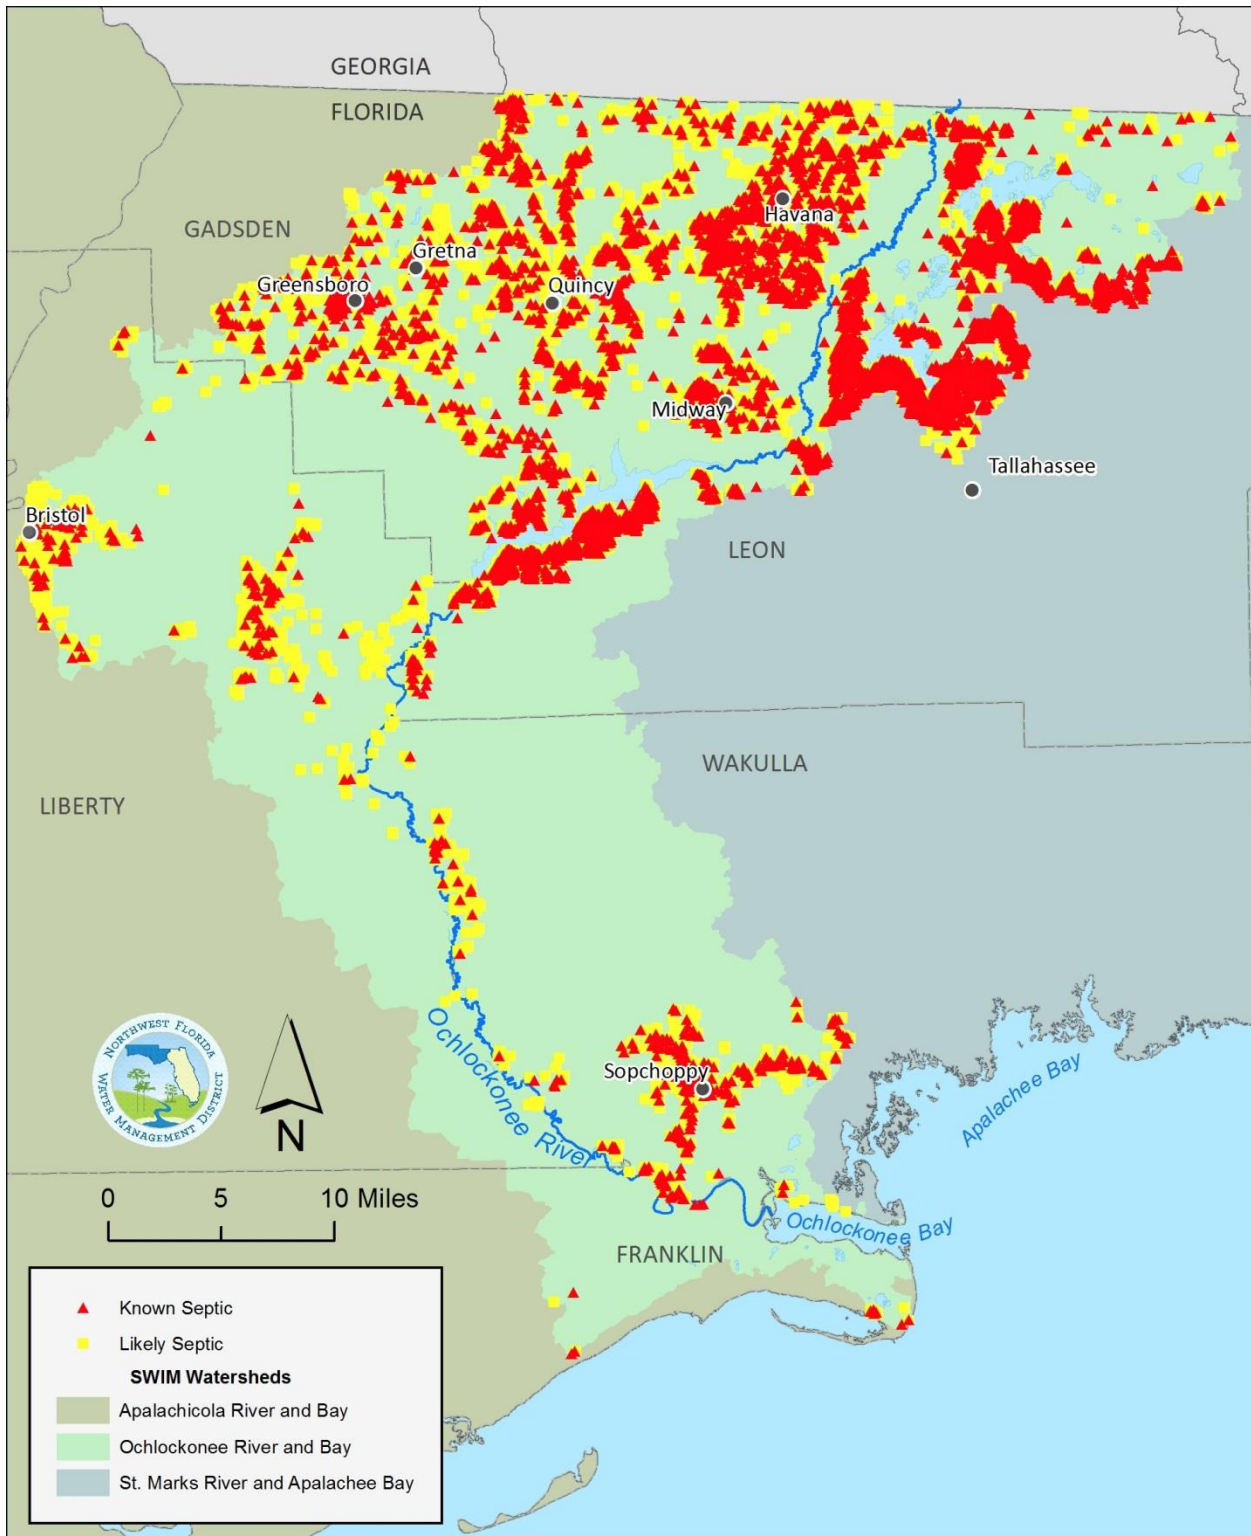 GEORGIA
FLORIDA
GADSDEN
Havana
Gretna
Greensboro
Quincy
Midway
Tallahassee
Bristol
LEON
WAKULLA
LIBERTY
Ochlockonee River
Sopchoppy
Apalachee Bay
NORTHWEST FLORIDA
WATER MANAGEMENT DISTRICT
N
0 5 10 Miles
Ochlockonee Bay
FRANKLIN
Known Septic
Likely Septic
SWIM Watersheds
Apalachicola River and Bay
Ochlockonee River and Bay
St. Marks River and Apalachee Bay